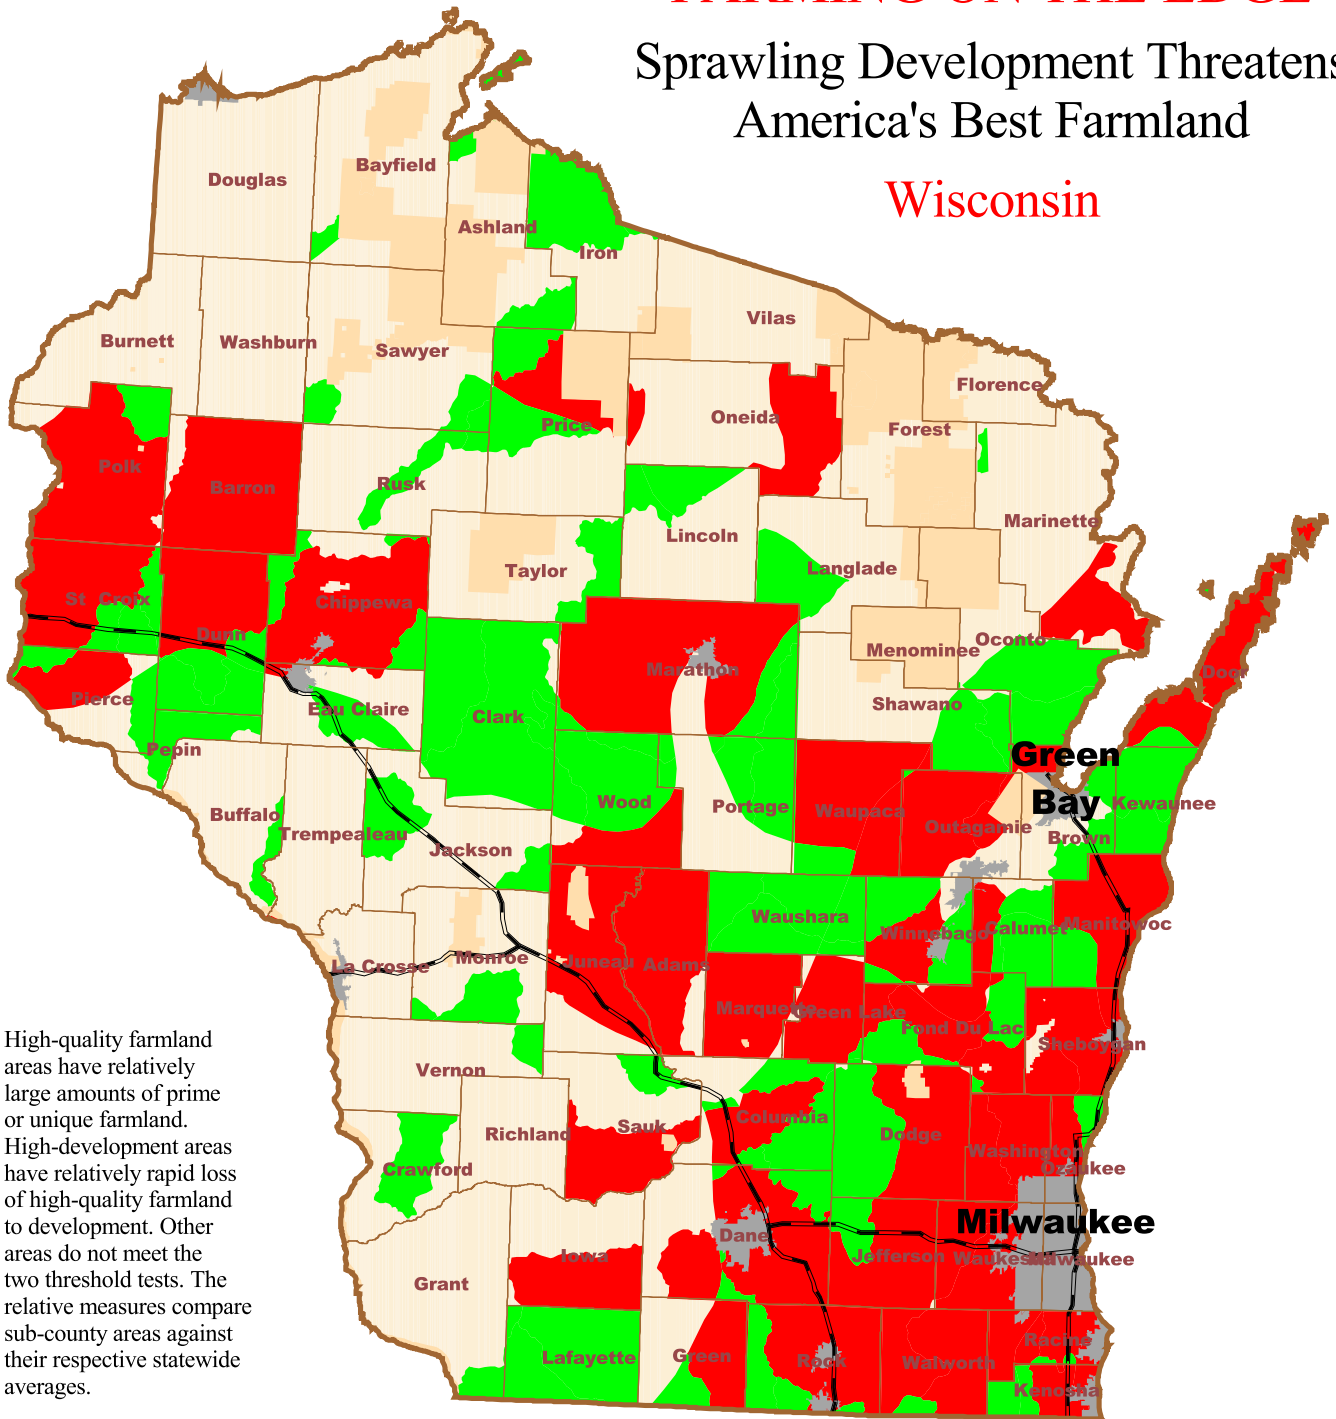 FARMING ON THE EDGE
Sprawling Development Threatens
America's Best Farmland
Wisconsin
Douglas
Bayfield
Ashland
Iron
Vilas
Burnett
Washburn
Sawyer
Florence
Price
Oneida
Forest
Polk
Barron
Rusk
Lincoln
Marinette
Taylor
Langlade
St Croix
Chippewa
Dunn
Oconto
Menominee
Marathon
Door
Pierce
Eau Claire
Clark
Shawano
Pepin
Green
Bay
Wood
Portage
Waupaca
Kewaunee
Buffalo
Trempealeau
Outagamie
Brown
Jackson
Waushara
Winnebago
Calumet
Manitowoc
La Crosse
Monroe
Juneau
Adams
Marquette
Green Lake
Fond Du Lac
Sheboygan
High-quality farmland
areas have relatively
large amounts of prime
or unique farmland.
High-development areas
have relatively rapid loss
of high-quality farmland
to development. Other
areas do not meet the
two threshold tests. The
relative measures compare
sub-county areas against
their respective statewide
averages.
Vernon
Richland
Sauk
Columbia
Dodge
Washington
Ozaukee
Crawford
Milwaukee
Dane
Iowa
Jefferson
Waukesha
Milwaukee
Grant
Lafayette
Green
Rock
Walworth
Racine
Kenosha